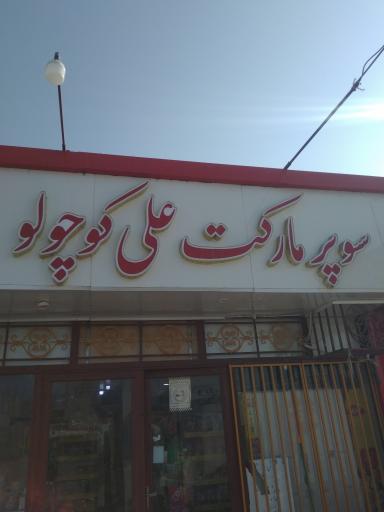 سوپر مارکت علی کوچولو